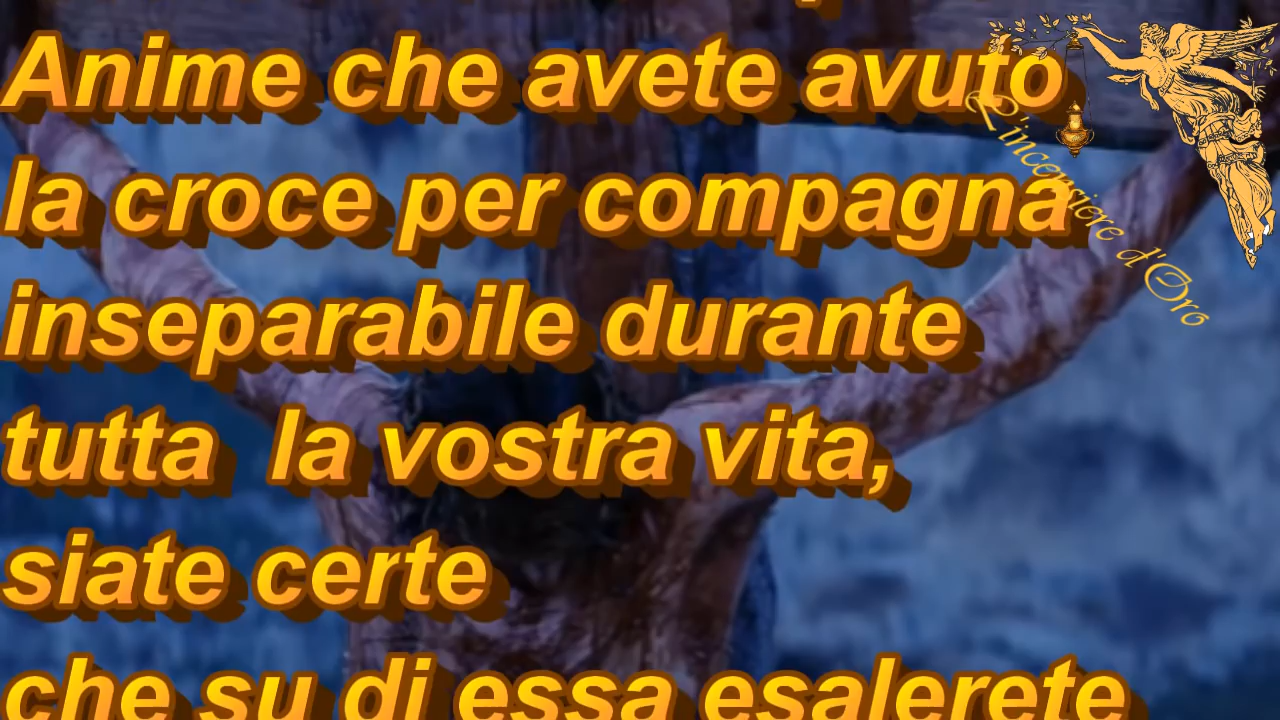 Anime che avete avuto
la croce per compagna
inseparabile durante
tutta la vostra vita,
siate certe
che su di essa esalerete
L'incensiere d'Oro